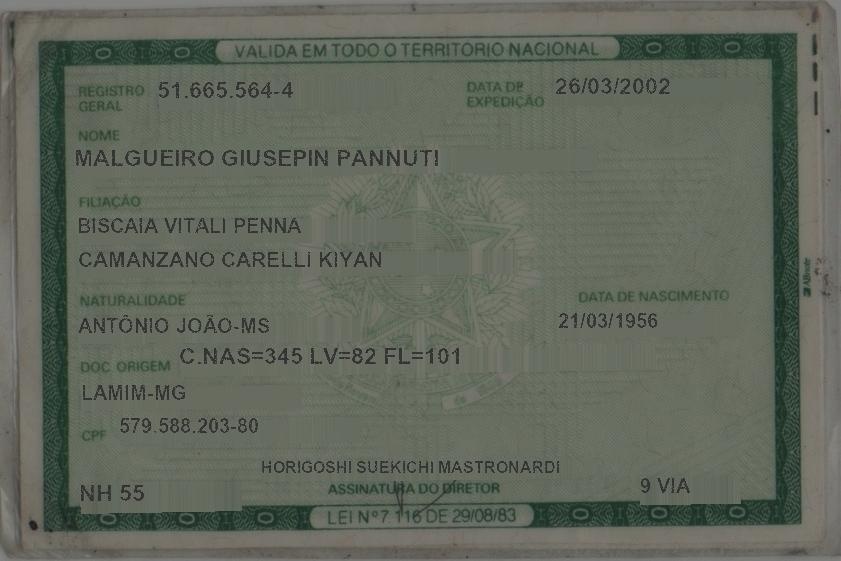 VALIDA EM TODO O TERRITÓRIO NACIONAL
REGISTRO GERAL 51.665.564-4 DATA DE EXPEDIÇÃO 26/03/2002
NOME
MALGUEIRO GIUSEPIN PANNUTI
FILIAÇÃO
BISCAIA VITALI PENNA
CAMANZANO CARELLI KIYAN
NATURALIDADE DATA DE NASCIMENTO
ANTÔNIO JOÃO-MS 21/03/1956
DOC ORIGEM C.NAS=345 LV=82 FL=101
LAMIM-MG
CPF 579.588.203-80
HORIGOSHI SUEKICHI MASTRONARDI
NH 55 ASSINATURA DO DIRETOR 9 VIA
LEI Nº 7.116 DE 29/08/83